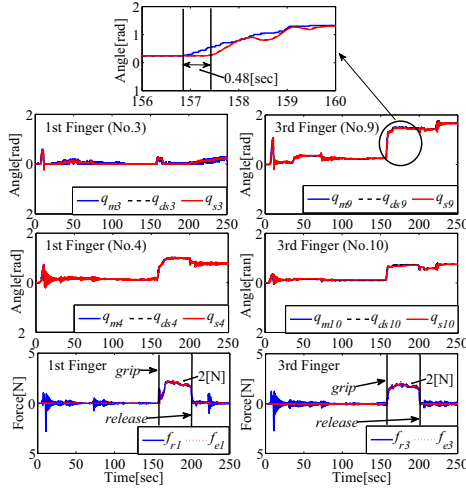 Angle[rad]
2
1
0
0.48[sec]
156 157 158 159 160
2
0
2
Angle[rad]
1st Finger (No.3)
q_m3 q_ds3 q_s3
0 50 100 150 200 250
2
0
2
Angle[rad]
3rd Finger (No.9)
q_m9 q_ds9 q_s9
0 50 100 150 200 250
2
0
2
Angle[rad]
1st Finger (No.4)
q_m4 q_ds4 q_s4
0 50 100 150 200 250
2
0
2
Angle[ran]
3rd Finger (No.10)
q_m10 q_ds10 q_s10
0 50 100 150 200 250
5
0
5
Force[N]
1st Finger
grip
2[N]
release
f_r1 f_e1
0 50 100 150 200 250
Time[sec]
5
0
5
Force[N]
3rd Finger
grip
2[N]
release
f_r3 f_e3
0 50 100 150 200 250
Time[sec]